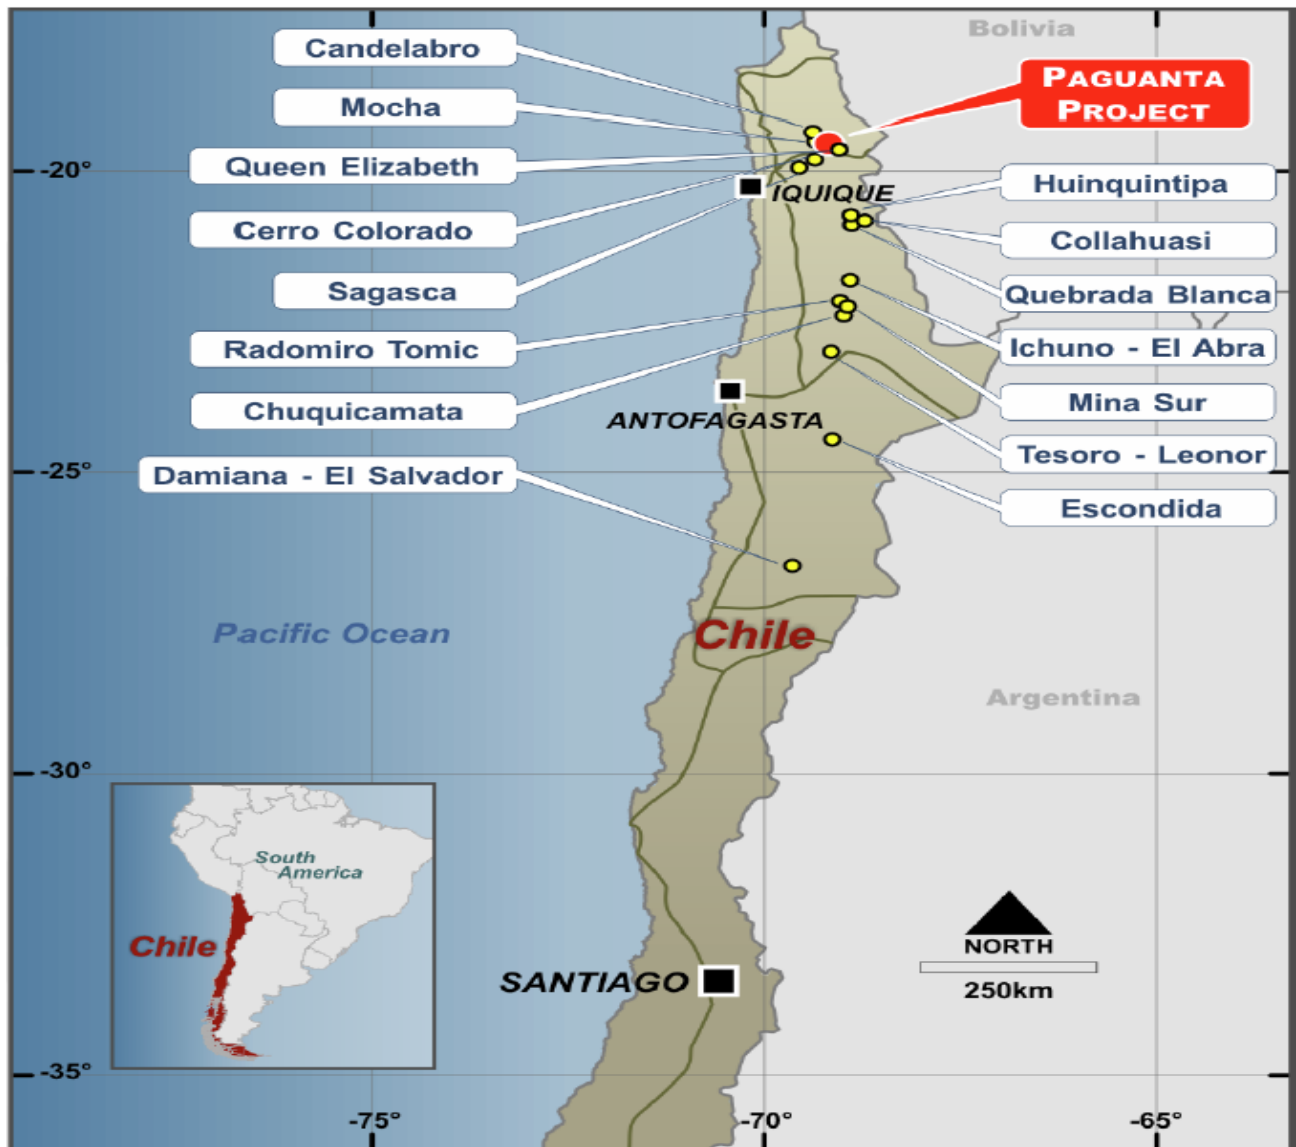 Bolivia
Candelabro
PAGUANTA
PROJECT
Mocha
Queen Elizabeth
-20°
Huinquintipa
IQUIQUE
Cerro Colorado
Collahuasi
Sagasca
Quebrada Blanca
Radomiro Tomic
Ichuno - El Abra
Chuquicamata
Mina Sur
ANTOFAGASTA
Tesoro - Leonor
-25°
Damiana - El Salvador
Escondida
Pacific Ocean
Chile
Argentina
-30°
South
America
Chile
NORTH
SANTIAGO
250km
-35°
-75°
-70°
-65°